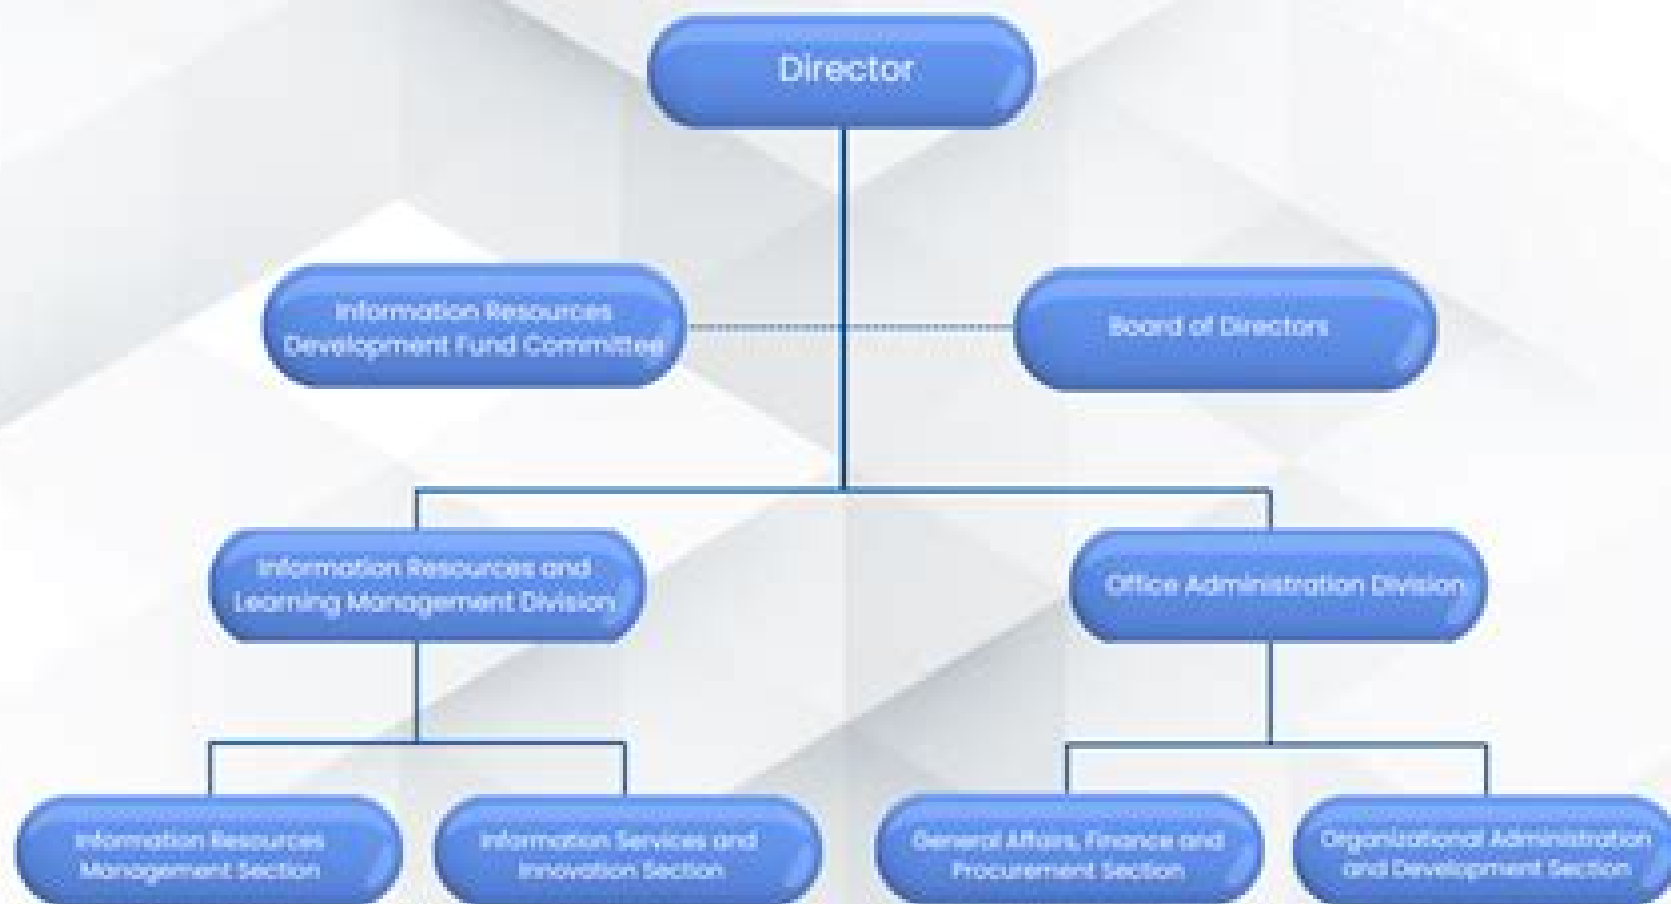 Director
Information Resources
Development Fund Committee
Board of Directors
Information Resources and
Learning Management Division
Office Administration Division
Information Resources
Management Section
Information Services and
Innovation Section
General Affairs, Finance and
Procurement Section
Organizational Administration
and Development Section